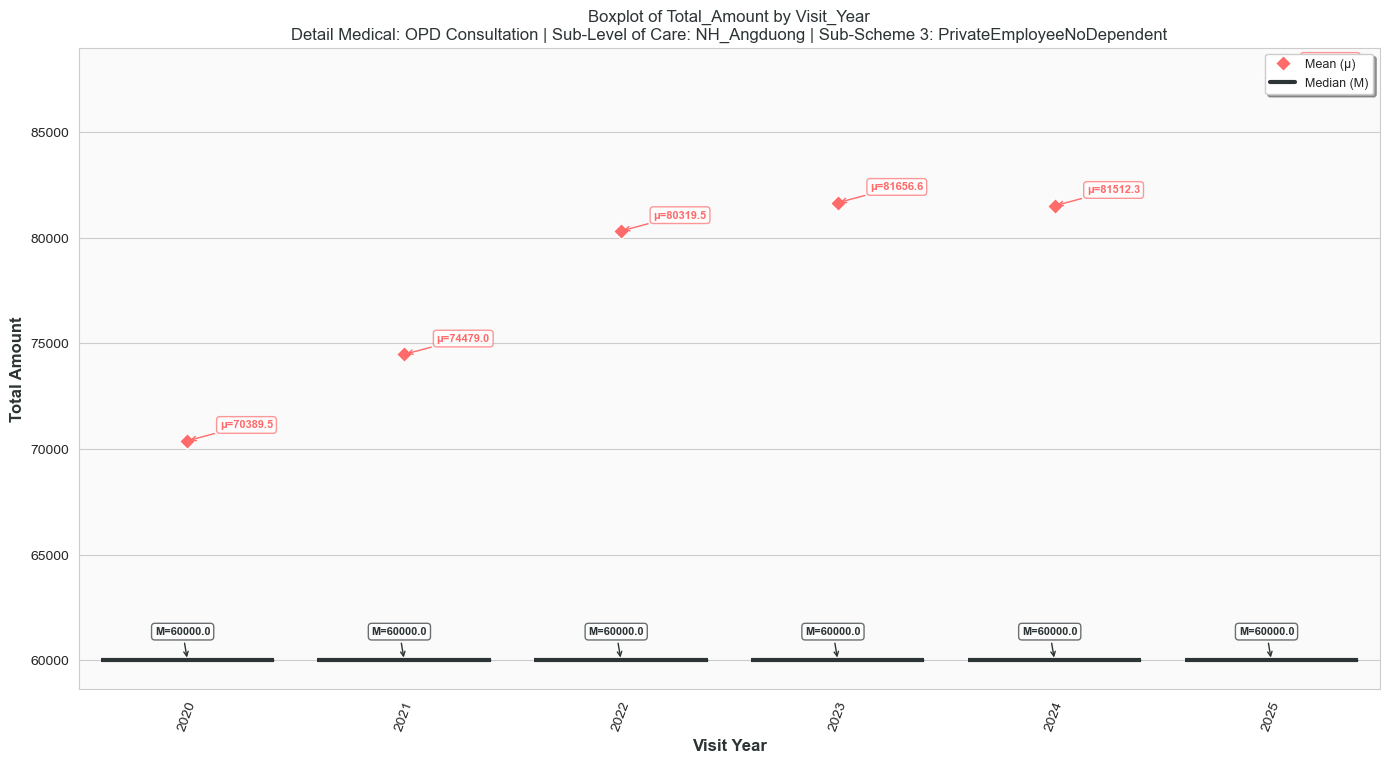 Boxplot of Total_Amount by Visit_Year
Detail Medical: OPD Consultation | Sub-Level of Care: NH_Angduong | Sub-Scheme 3: PrivateEmployeeNoDependent
Mean (μ)
Median (M)
85000
μ=81656.6
μ=81512.3
μ=80319.5
80000
75000
μ=74479.0
μ=70389.5
70000
65000
M=60000.0
M=60000.0
M=60000.0
M=60000.0
M=60000.0
M=60000.0
60000
2020
2021
2022
2023
2024
2025
Total Amount
Visit Year